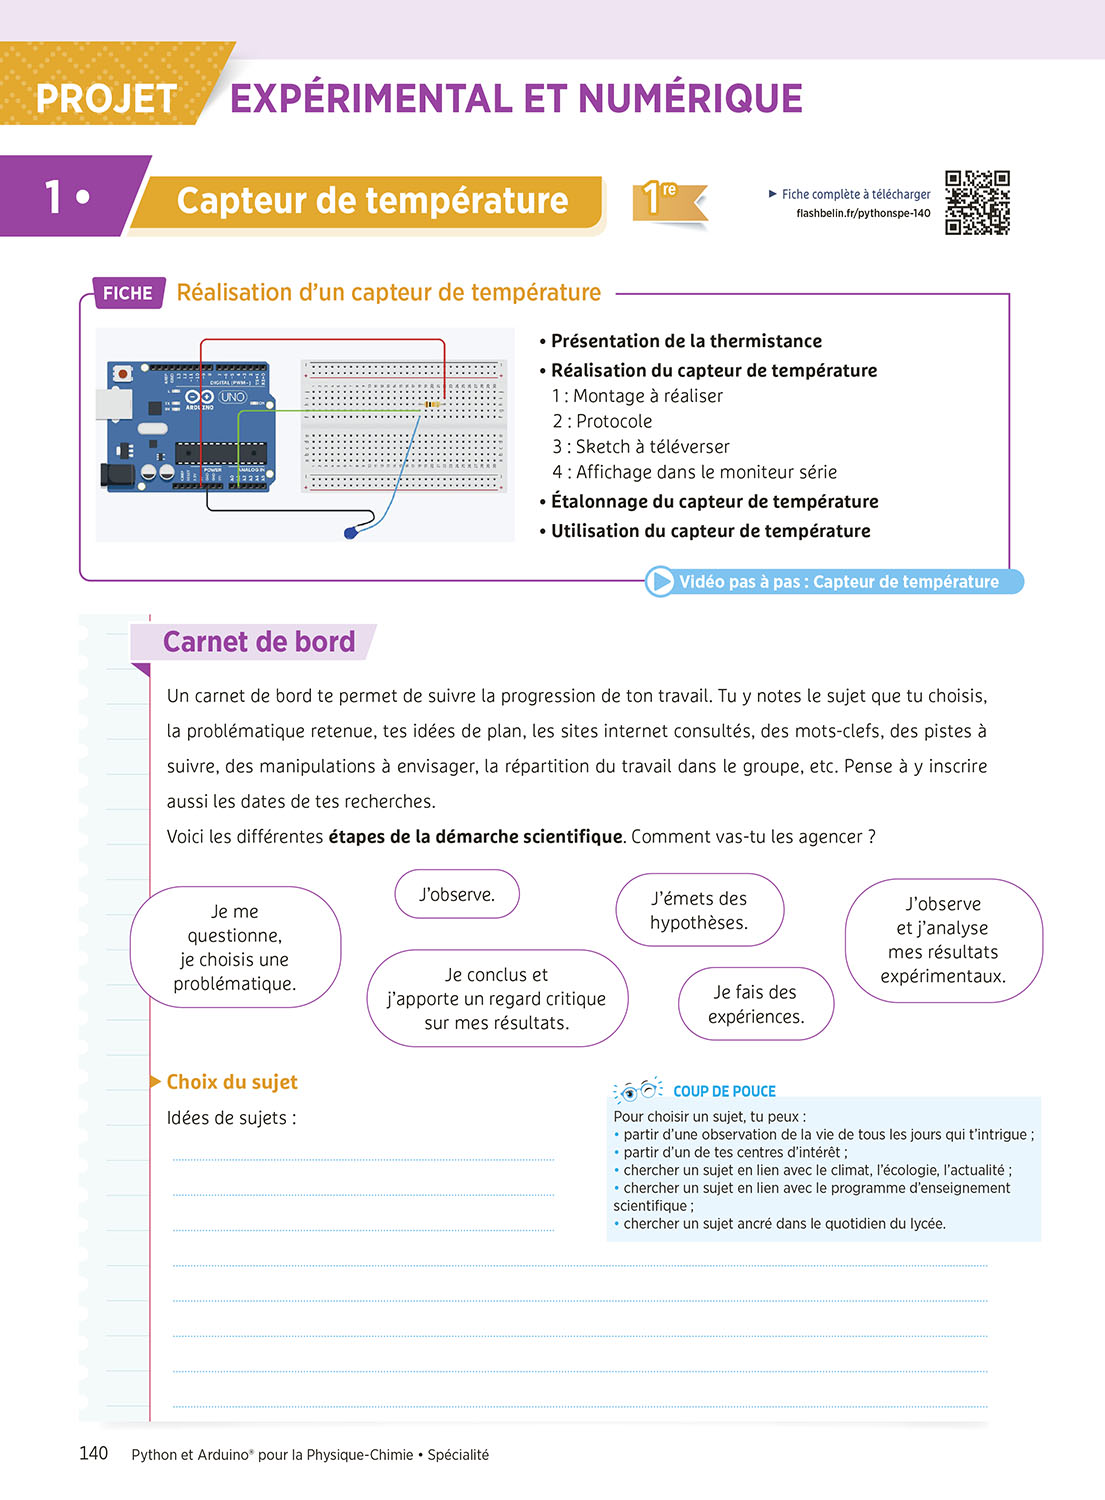 PROJET EXPÉRIMENTAL ET NUMÉRIQUE
1 • Capteur de température 1re
► Fiche complète à télécharger
flashbelin.fr/pythonspe-140
FICHE Réalisation d'un capteur de température
• Présentation de la thermistance
• Réalisation du capteur de température
1 : Montage à réaliser
2 : Protocole
3 : Sketch à téléverser
4 : Affichage dans le moniteur série
• Étalonnage du capteur de température
• Utilisation du capteur de température
DIGITAL (PWM~)
UNO
ARDUINO
POWER ANALOG IN
Vidéo pas à pas : Capteur de température
Carnet de bord
Un carnet de bord te permet de suivre la progression de ton travail. Tu y notes le sujet que tu choisis,
la problématique retenue, tes idées de plan, les sites internet consultés, des mots-clefs, des pistes à
suivre, des manipulations à envisager, la répartition du travail dans le groupe, etc. Pense à y inscrire
aussi les dates de tes recherches.
Voici les différentes étapes de la démarche scientifique. Comment vas-tu les agencer ?
Je me
questionne,
je choisis une
problématique.
J'observe.
Je conclus et
j'apporte un regard critique
sur mes résultats.
J'émets des
hypothèses.
Je fais des
expériences.
J'observe
et j'analyse
mes résultats
expérimentaux.
► Choix du sujet
Idées de sujets :
COUP DE POUCE
Pour choisir un sujet, tu peux :
• partir d'une observation de la vie de tous les jours qui t'intrigue ;
• partir d'un de tes centres d'intérêt ;
• chercher un sujet en lien avec le climat, l'écologie, l'actualité ;
• chercher un sujet en lien avec le programme d'enseignement
scientifique ;
• chercher un sujet ancré dans le quotidien du lycée.
140 Python et Arduino® pour la Physique-Chimie • Spécialité